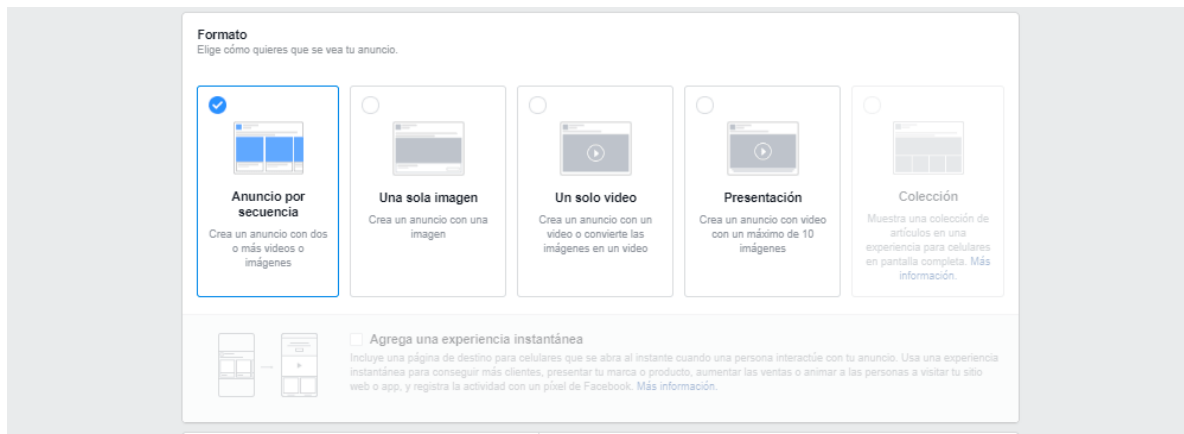 Formato
Elige cómo quieres que se vea tu anuncio.
Anuncio por
secuencia
Crea un anuncio con dos
o más videos o
imágenes
Una sola imagen
Crea un anuncio con una
imagen
Un solo video
Crea un anuncio con un
video o convierte las
imágenes en un video
Presentación
Crea un anuncio con video
con un máximo de 10
imágenes
Colección
Muestra una colección de
artículos en una
experiencia para celulares
en pantalla completa. Más
información.
Agrega una experiencia instantánea
Incluye una página de destino para celulares que se abra al instante cuando una persona interactúe con tu anuncio. Usa una experiencia
instantánea para conseguir más clientes, presentar tu marca o producto, aumentar las ventas o animar a las personas a visitar tu sitio
web o app, y registra la actividad con un píxel de Facebook. Más información.